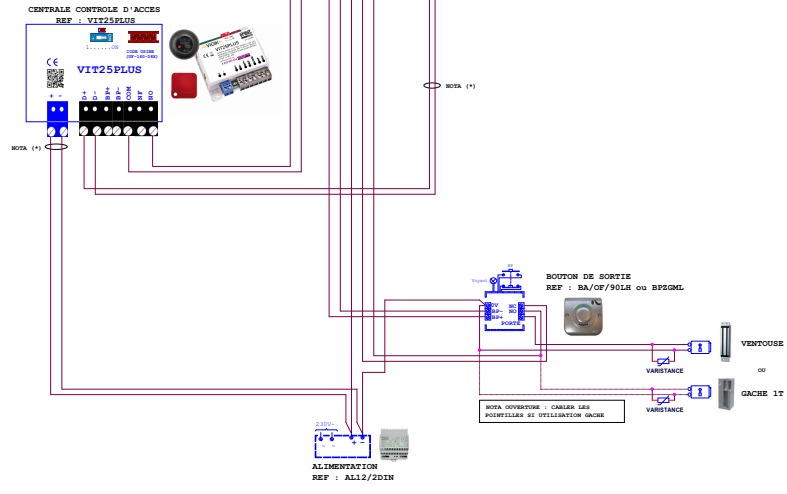 CENTRALE CONTROLE D'ACCES
REF : VIT25PLUS
1......ON
CODE USINE
VIT25PLUS
+ -
D+ D- BP+ BP- COM NF NO
NOTA (*)
NOTA (*)
BP
Voyant
0V
BP-
BP+
NC
NO
PORTE
BOUTON DE SORTIE
REF : BA/OF/90LH ou BPZGML
VENTOUSE
VARISTANCE
OU
GACHE 1T
VARISTANCE
NOTA OUVERTURE : CABLER LES
POINTILLES SI UTILISATION GACHE
230V~
~ ~ + -
ALIMENTATION
REF : AL12/2DIN